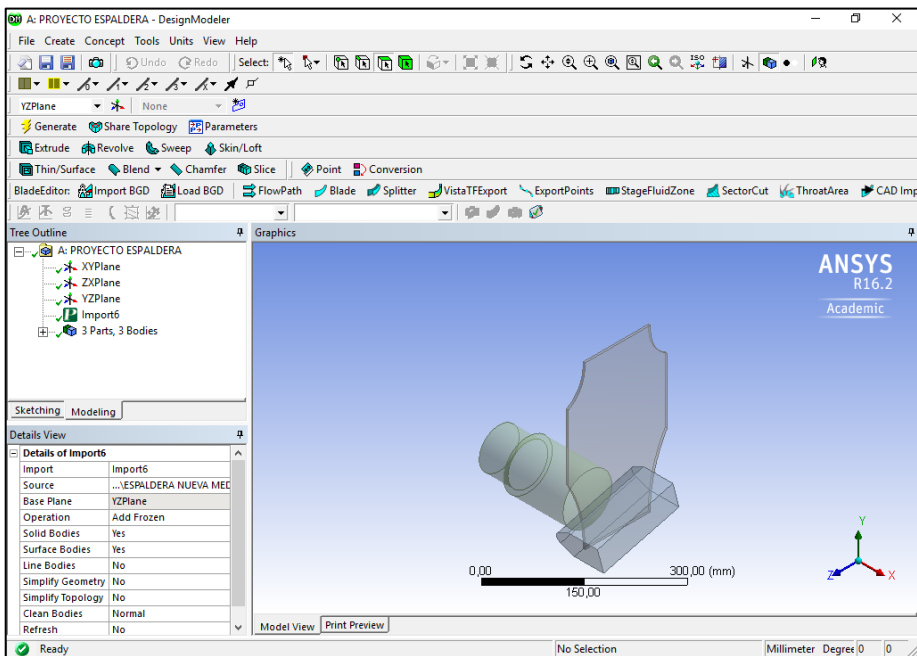 A: PROYECTO ESPALDERA - DesignModeler
File Create Concept Tools Units View Help
Undo Redo Select:
YZPlane None
Generate Share Topology Parameters
Extrude Revolve Sweep Skin/Loft
Thin/Surface Blend Chamfer Slice Point Conversion
BladeEditor: Import BGD Load BGD FlowPath Blade Splitter VistaTFExport ExportPoints StageFluidZone SectorCut ThroatArea CAD Imp
Tree Outline
A: PROYECTO ESPALDERA
XYPlane
ZXPlane
YZPlane
Import6
3 Parts, 3 Bodies
Sketching Modeling
Details View
Details of Import6
Import Import6
Source ...\ESPALDERA NUEVA MED
Base Plane YZPlane
Operation Add Frozen
Solid Bodies Yes
Surface Bodies Yes
Line Bodies No
Simplify Geometry No
Simplify Topology No
Clean Bodies Normal
Refresh No
Graphics
ANSYS
R16.2
Academic
0,00 300,00 (mm)
150,00
Y
Z X
Model View Print Preview
Ready No Selection Millimeter Degree 0 0